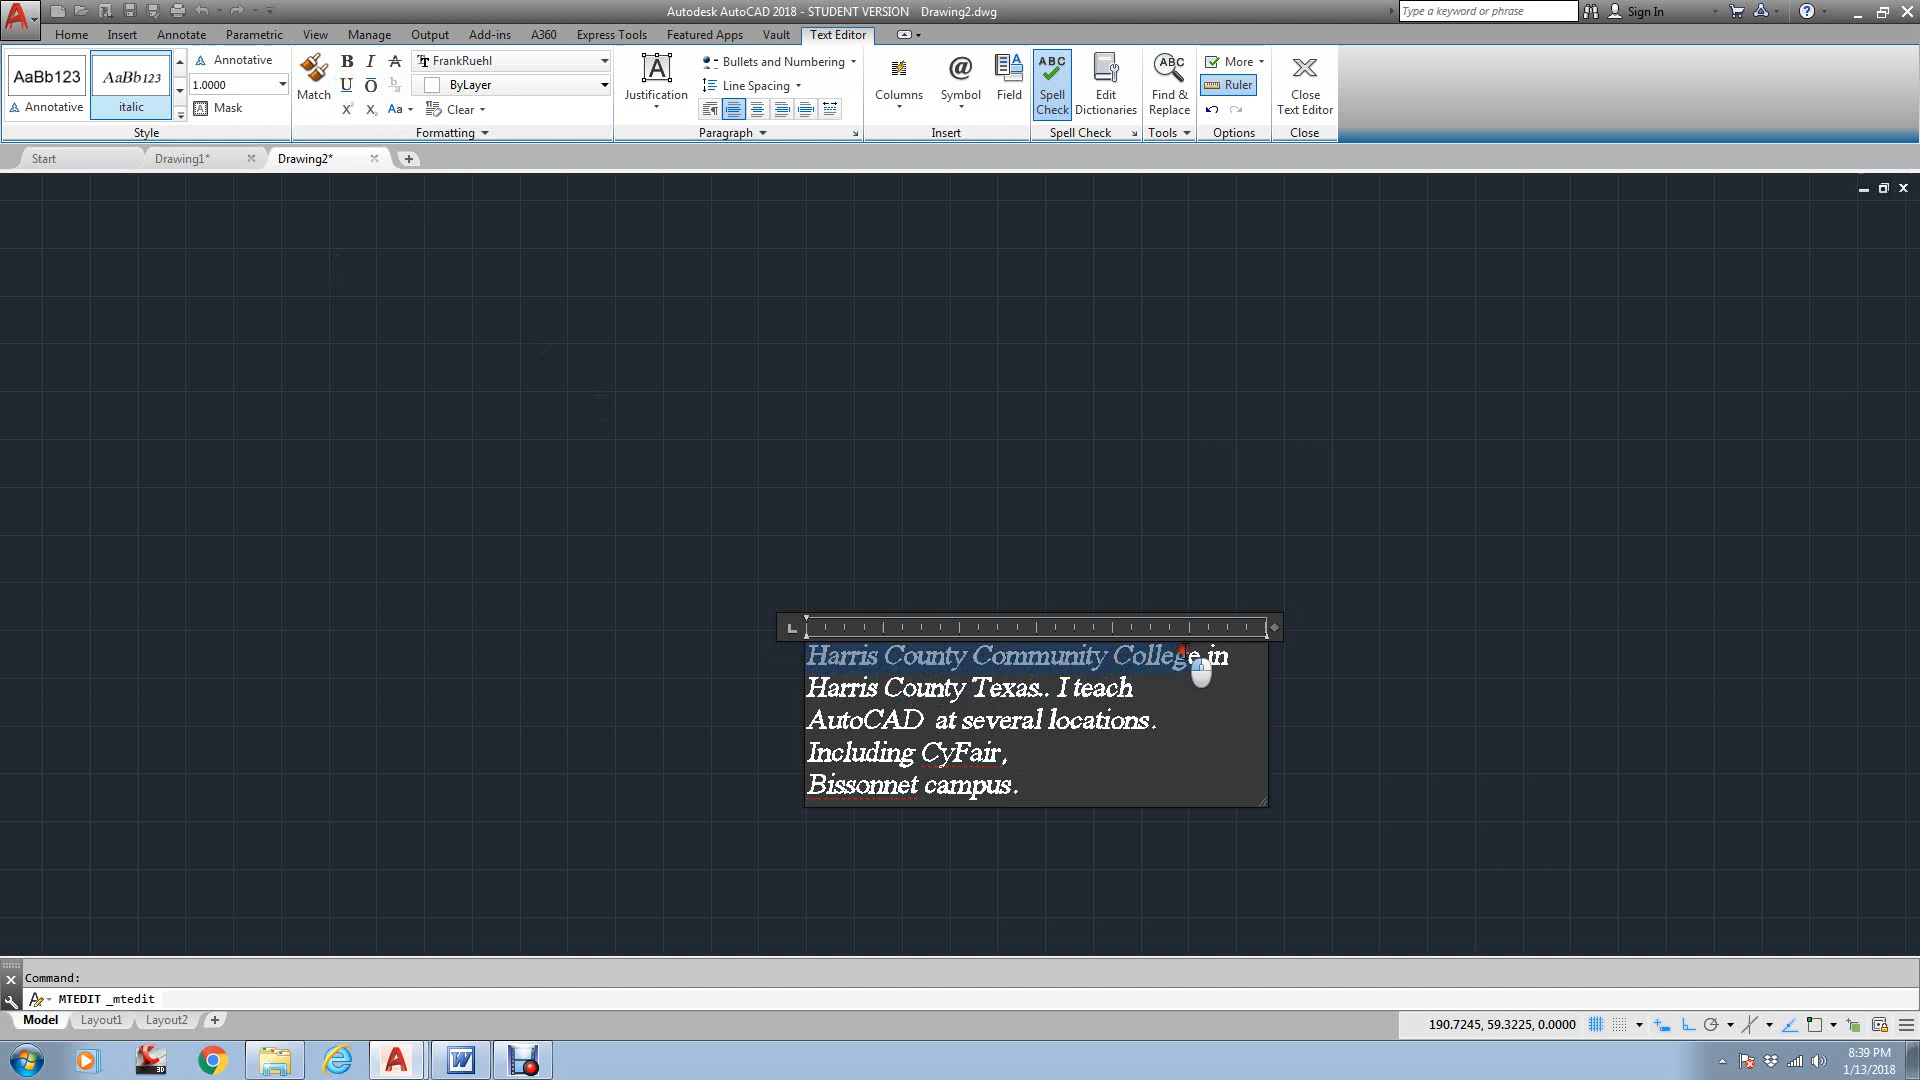 Autodesk AutoCAD 2018 - STUDENT VERSION Drawing2.dwg
Type a keyword or phrase
Sign In
Home Insert Annotate Parametric View Manage Output Add-ins A360 Express Tools Featured Apps Vault Text Editor
AaBb123 AaBb123 Annotative
Annotative italic 1.0000
Mask
Style
Match
FrankRuehl
ByLayer
Clear
Formatting
Justification
Bullets and Numbering
Line Spacing
Paragraph
Columns Symbol Field
Insert
ABC Spell Check Edit Dictionaries
Spell Check
ABC Find & Replace
Tools
More
Ruler
Options
Close Text Editor
Close
Start Drawing1* Drawing2*
Harris County Community College in
Harris County Texas.. I teach
AutoCAD at several locations.
Including CyFair,
Bissonnet campus.
Command:
MTEDIT _mtedit
Model Layout1 Layout2
190.7245, 59.3225, 0.0000
8:39 PM
1/13/2018